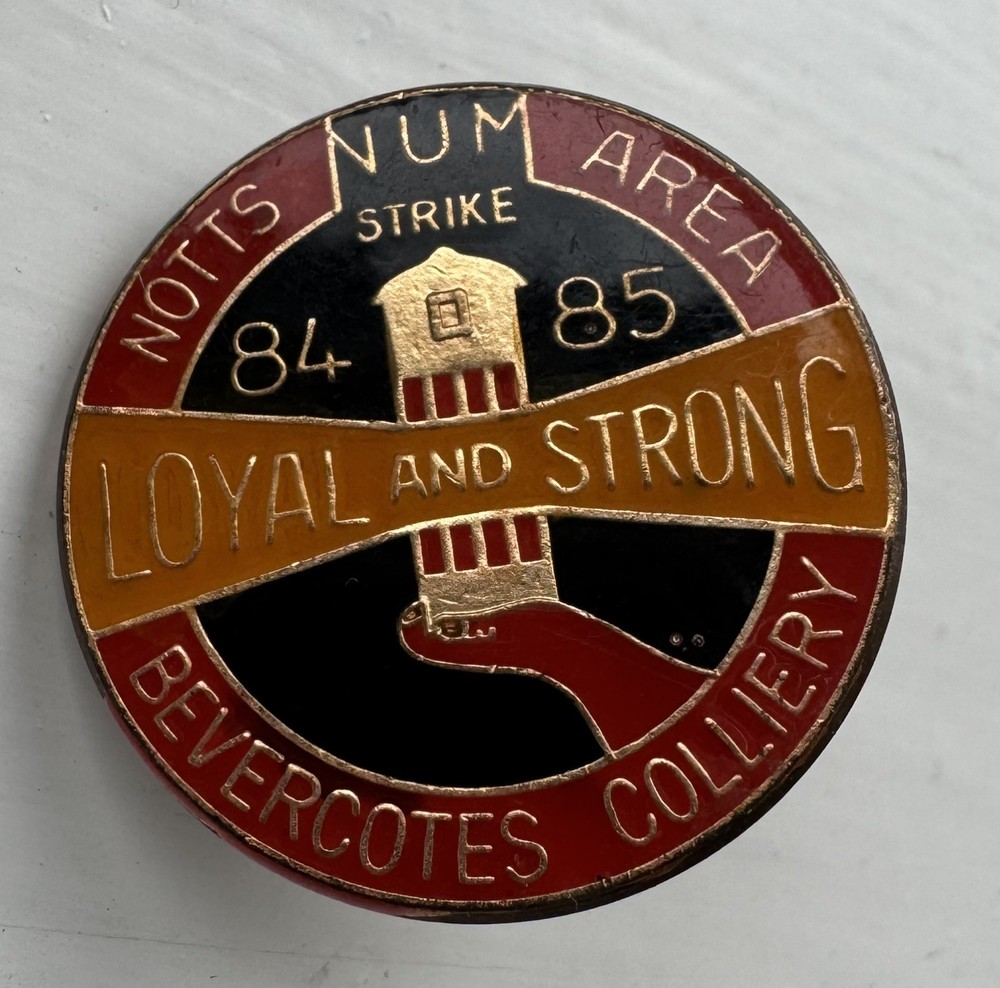 NOTTS NUM AREA
STRIKE
84 85
LOYAL AND STRONG
BEVERCOTES COLLIERY